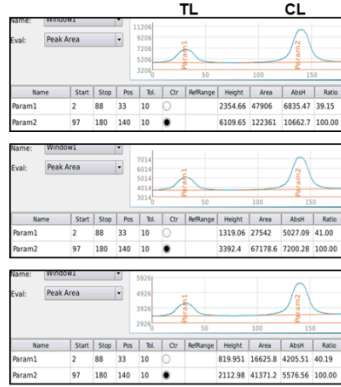 TL CL
Name: Window1
Eval: Peak Area
11206
9206
7206
5206
3206
0 50 100 150
Param1 Param2
Name Start Stop Pos Tol. Ctr RefRange Height Area AbsH Ratio
Param1 2 88 33 10 2354.66 47906 6835.47 39.15
Param2 97 180 140 10 6109.65 122361 10662.7 100.00
Name: Window1
Eval: Peak Area
7014
6014
5014
4014
3014
0 50 100 150
Param1 Param2
Name Start Stop Pos Tol. Ctr RefRange Height Area AbsH Ratio
Param1 2 88 33 10 1319.06 27542 5027.09 41.00
Param2 97 180 140 10 3392.4 67178.6 7200.28 100.00
Name: Window1
Eval: Peak Area
5926
4926
3926
2926
0 50 100 150
Param1 Param2
Name Start Stop Pos Tol. Ctr RefRange Height Area AbsH Ratio
Param1 2 88 33 10 819.951 16625.8 4205.51 40.19
Param2 97 180 140 10 2112.98 41371.2 5576.56 100.00